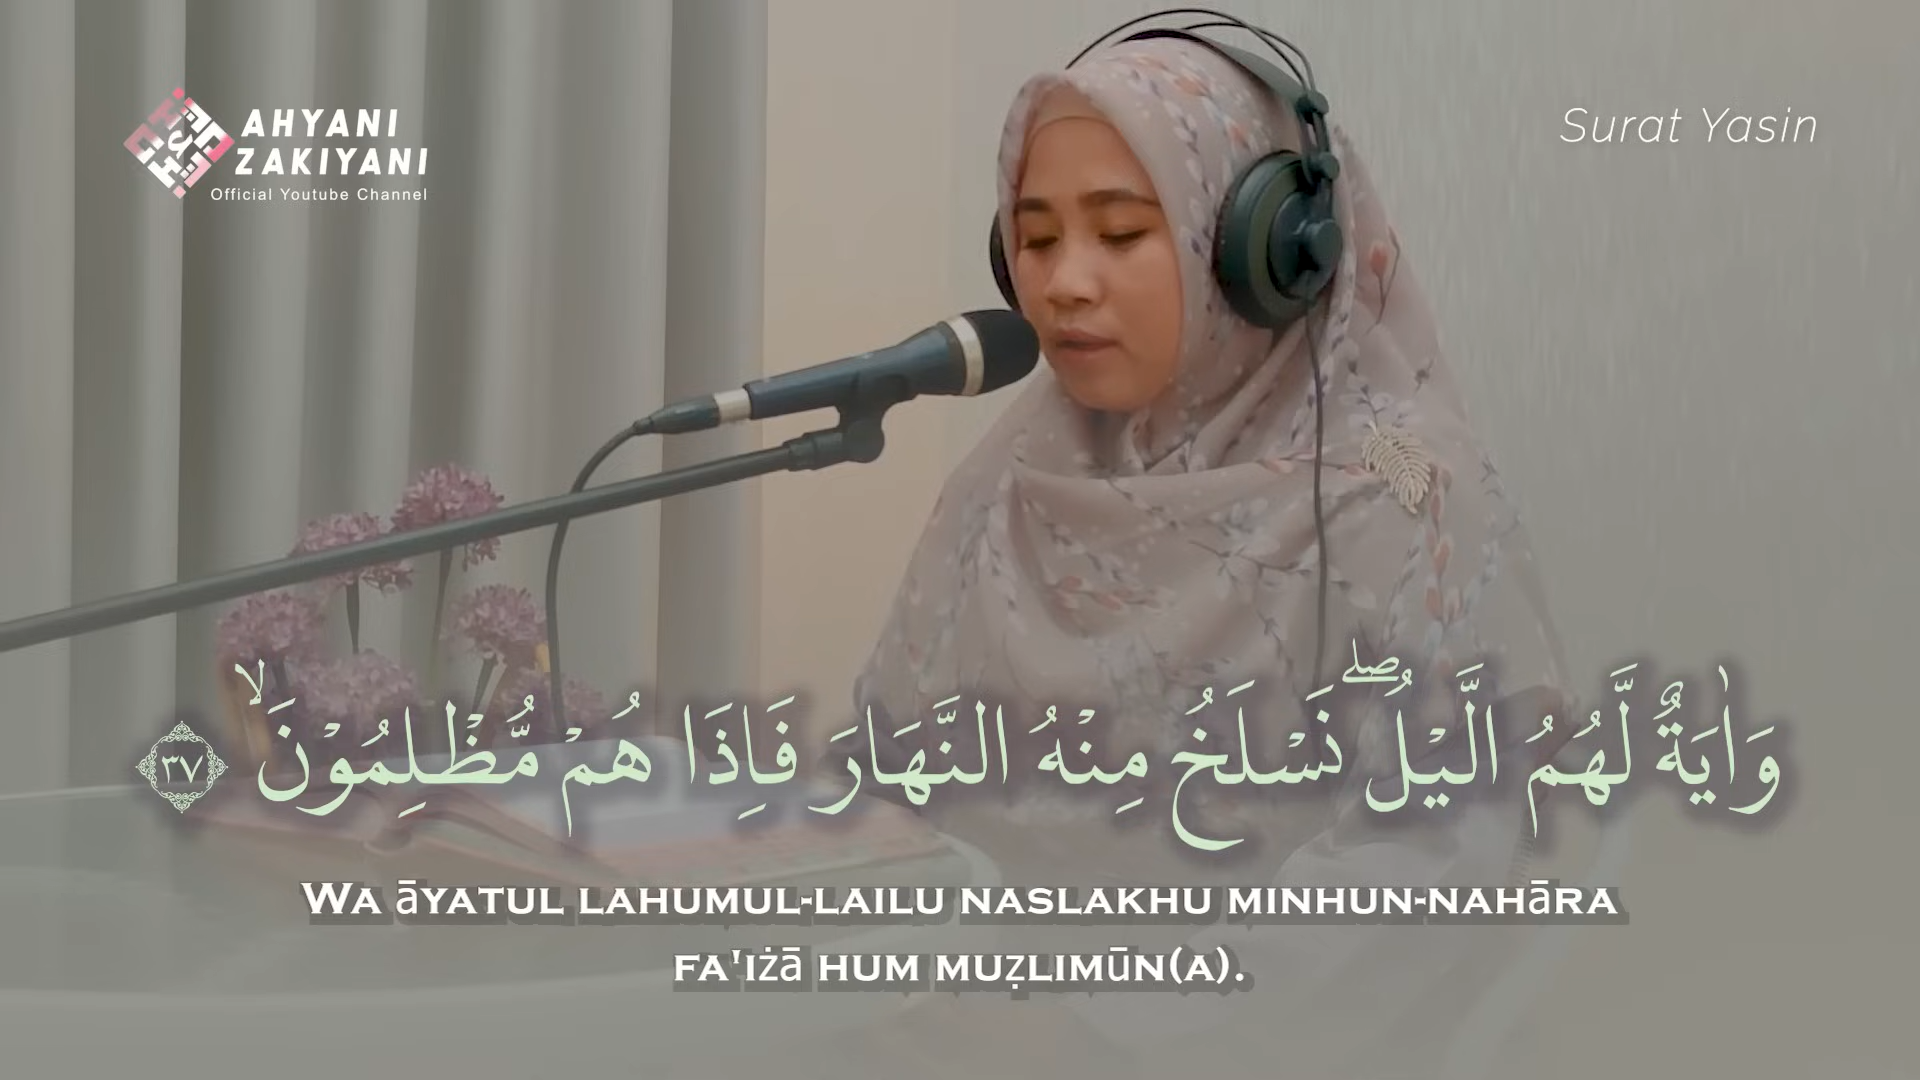 AHYANI
ZAKIYANI
Official Youtube Channel
Surat Yasin
وَاٰيَةٌ لَّهُمُ الَّيْلُ ۖنَسْلَخُ مِنْهُ النَّهَارَ فَاِذَا هُمْ مُّظْلِمُوْنَۙ ٣٧
WA āYATUL LAHUMUL-LAILU NASLAKHU MINHUN-NAHāRA
FA'IŻā HUM MUẓLIMūN(A).